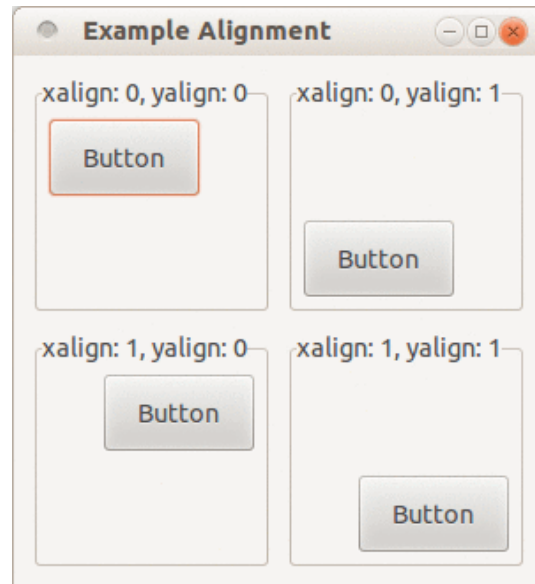 Example Alignment
xalign: 0, yalign: 0
Button
xalign: 0, yalign: 1
Button
xalign: 1, yalign: 0
Button
xalign: 1, yalign: 1
Button